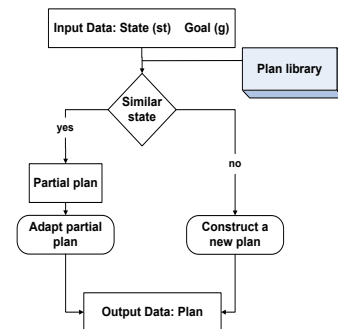 Input Data: State (st) Goal (g)
Plan library
Similar
state
yes
no
Partial plan
Adapt partial
plan
Construct a
new plan
Output Data: Plan